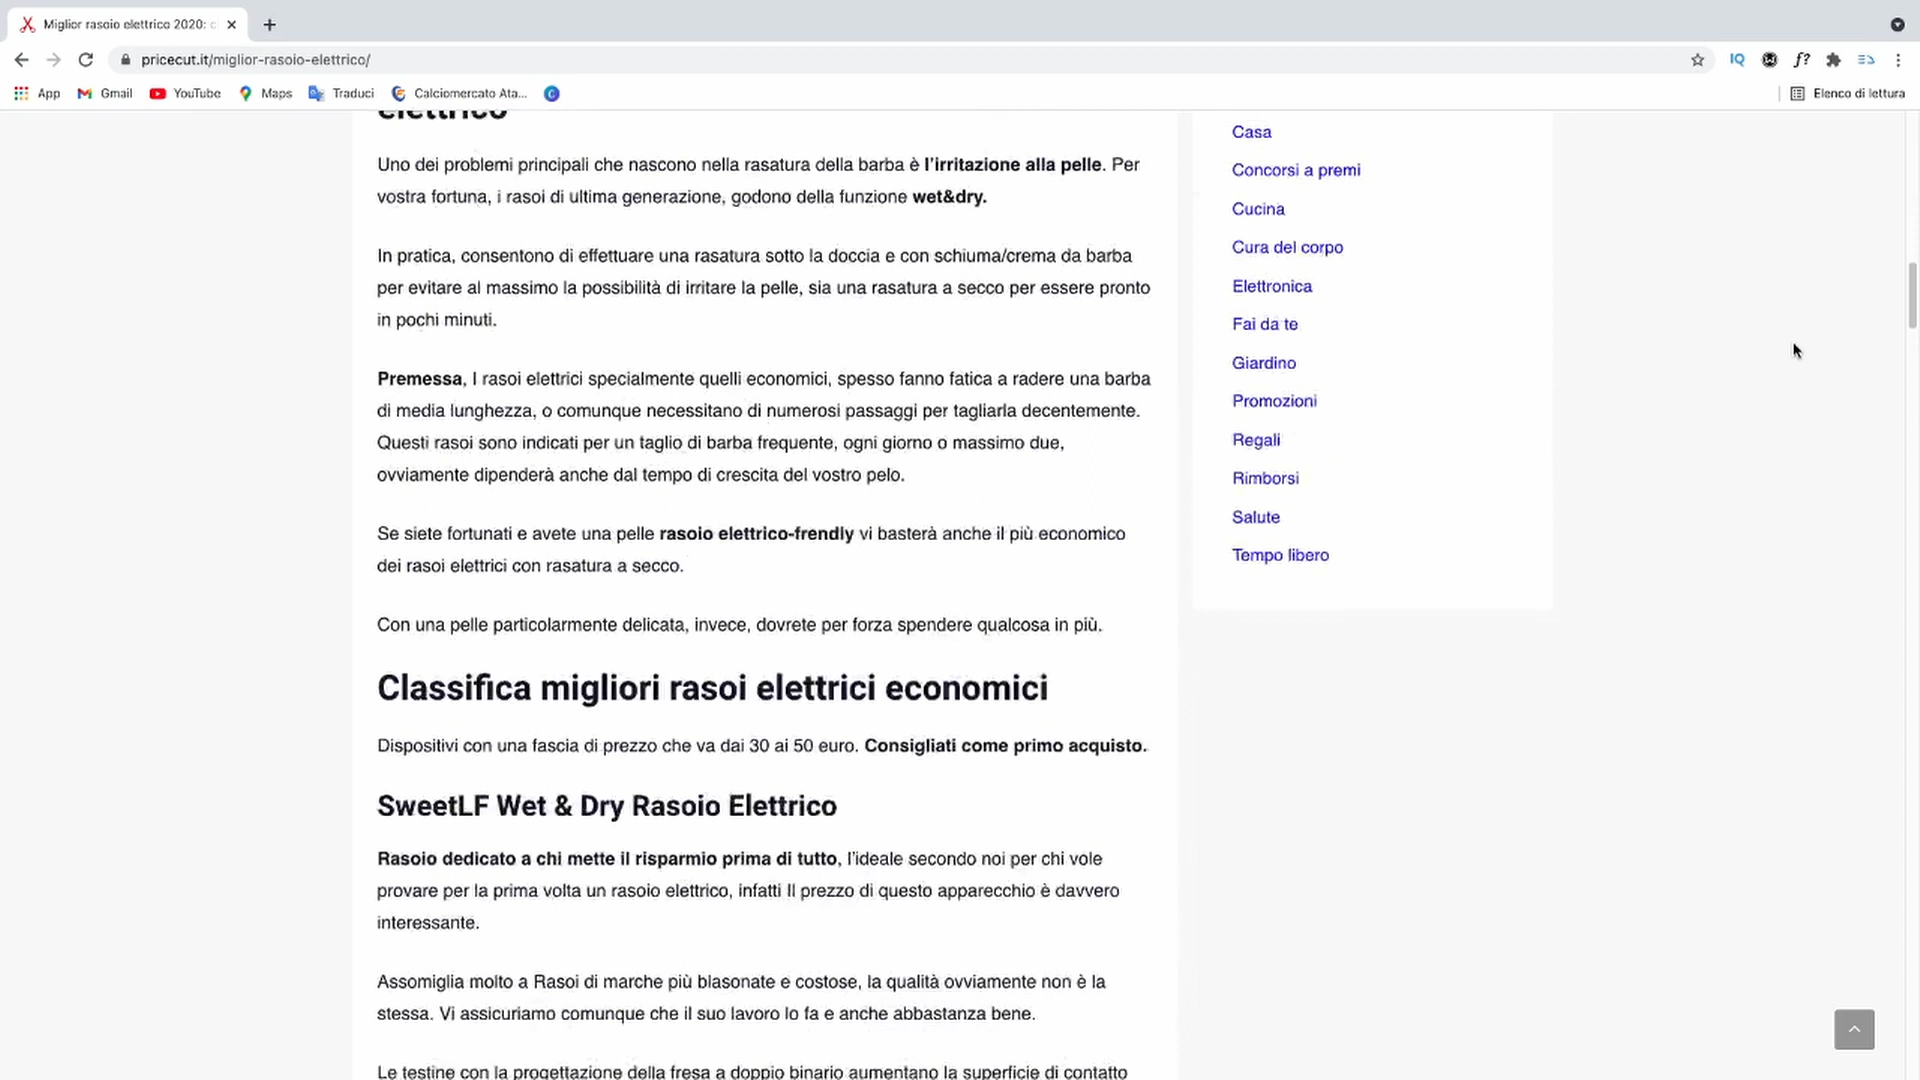 Miglior rasoio elettrico 2020:
pricecut.it/miglior-rasoio-elettrico/
IQ
f?
App
Gmail
YouTube
Maps
Traduci
Calciomercato Ata...
Elenco di lettura
elettrico
Uno dei problemi principali che nascono nella rasatura della barba è l'irritazione alla pelle. Per
vostra fortuna, i rasoi di ultima generazione, godono della funzione wet&dry.
In pratica, consentono di effettuare una rasatura sotto la doccia e con schiuma/crema da barba
per evitare al massimo la possibilità di irritare la pelle, sia una rasatura a secco per essere pronto
in pochi minuti.
Premessa, I rasoi elettrici specialmente quelli economici, spesso fanno fatica a radere una barba
di media lunghezza, o comunque necessitano di numerosi passaggi per tagliarla decentemente.
Questi rasoi sono indicati per un taglio di barba frequente, ogni giorno o massimo due,
ovviamente dipenderà anche dal tempo di crescita del vostro pelo.
Se siete fortunati e avete una pelle rasoio elettrico-frendly vi basterà anche il più economico
dei rasoi elettrici con rasatura a secco.
Con una pelle particolarmente delicata, invece, dovrete per forza spendere qualcosa in più.
Classifica migliori rasoi elettrici economici
Dispositivi con una fascia di prezzo che va dai 30 ai 50 euro. Consigliati come primo acquisto.
SweetLF Wet & Dry Rasoio Elettrico
Rasoio dedicato a chi mette il risparmio prima di tutto, l'ideale secondo noi per chi vole
provare per la prima volta un rasoio elettrico, infatti Il prezzo di questo apparecchio è davvero
interessante.
Assomiglia molto a Rasoi di marche più blasonate e costose, la qualità ovviamente non è la
stessa. Vi assicuriamo comunque che il suo lavoro lo fa e anche abbastanza bene.
Le testine con la progettazione della fresa a doppio binario aumentano la superficie di contatto
Casa
Concorsi a premi
Cucina
Cura del corpo
Elettronica
Fai da te
Giardino
Promozioni
Regali
Rimborsi
Salute
Tempo libero